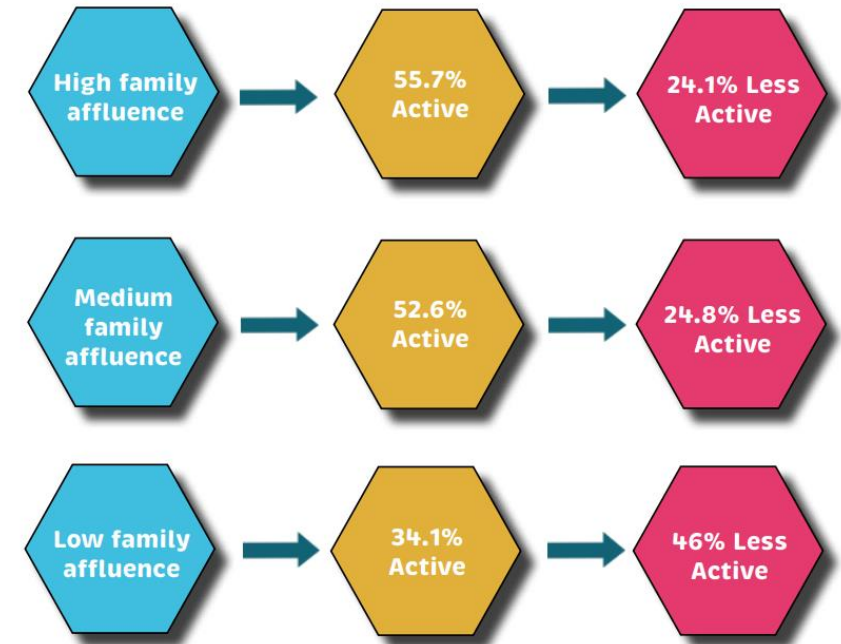 High family
affluence
55.7%
Active
24.1% Less
Active
Medium
family
affluence
52.6%
Active
24.8% Less
Active
Low family
affluence
34.1%
Active
46% Less
Active